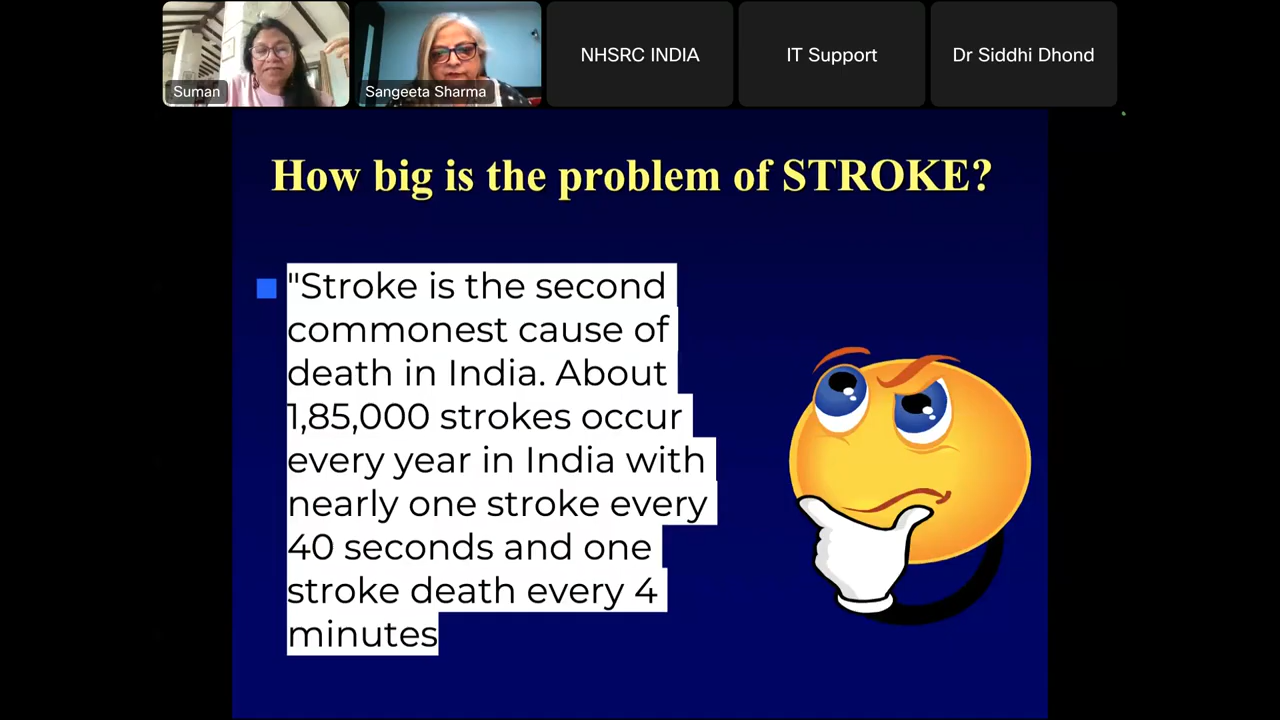 Suman
Sangeeta Sharma
NHSRC INDIA
IT Support
Dr Siddhi Dhond
How big is the problem of STROKE?
"Stroke is the second
commonest cause of
death in India. About
1,85,000 strokes occur
every year in India with
nearly one stroke every
40 seconds and one
stroke death every 4
minutes